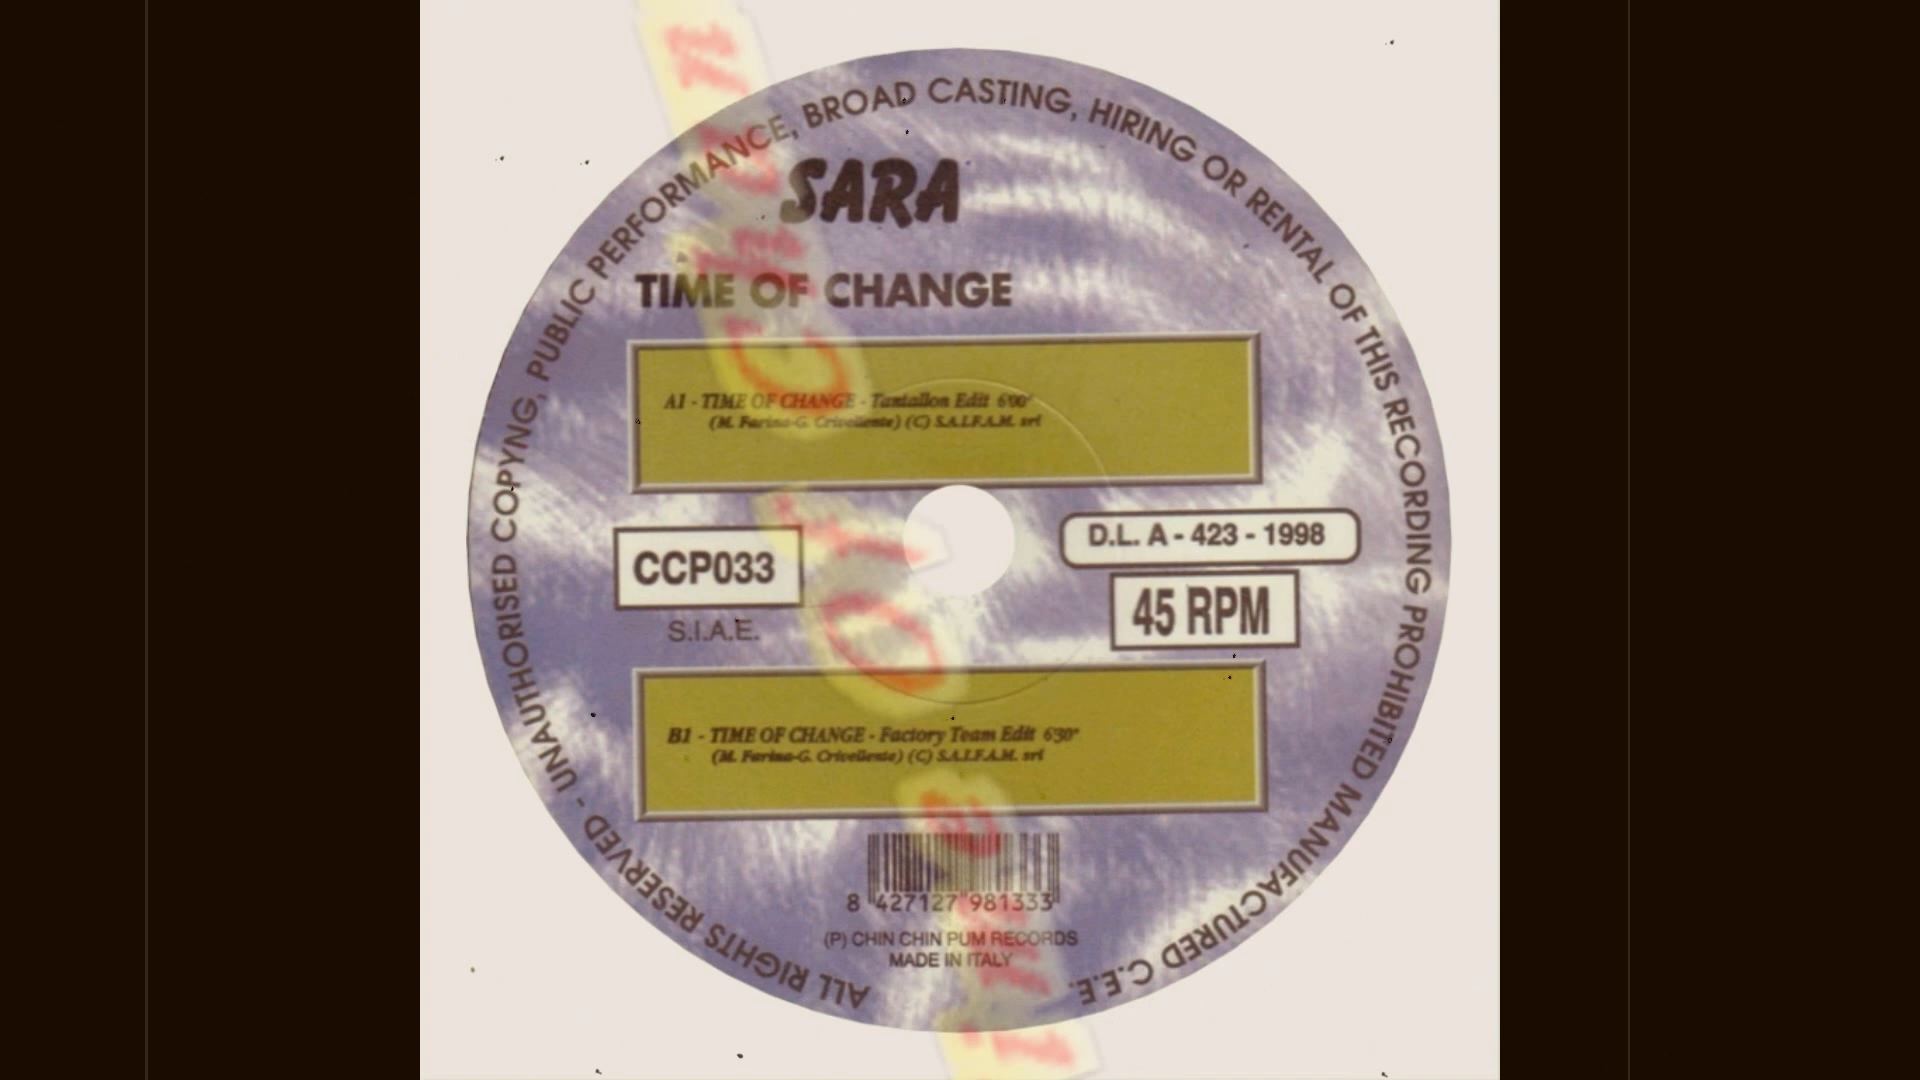 ALL RIGHTS RESERVED - UNAUTHORISED COPYNG, PUBLIC PERFORMANCE, BROAD CASTING, HIRING OR RENTAL OF THIS RECORDING PROHIBITED MANUFACTURED C.E.E.
SARA
TIME OF CHANGE
A1 - TIME OF CHANGE - Tantallon Edit 6'00"
(M. Farina-G. Crivellente) (C) S.A.I.F.A.M. srl
CCP033
S.I.A.E.
D.L. A - 423 - 1998
45 RPM
B1 - TIME OF CHANGE - Factory Team Edit 6'30"
(M. Farina-G. Crivellente) (C) S.A.I.F.A.M. srl
8 427127 981333
(P) CHIN CHIN PUM RECORDS
MADE IN ITALY
Time To Change